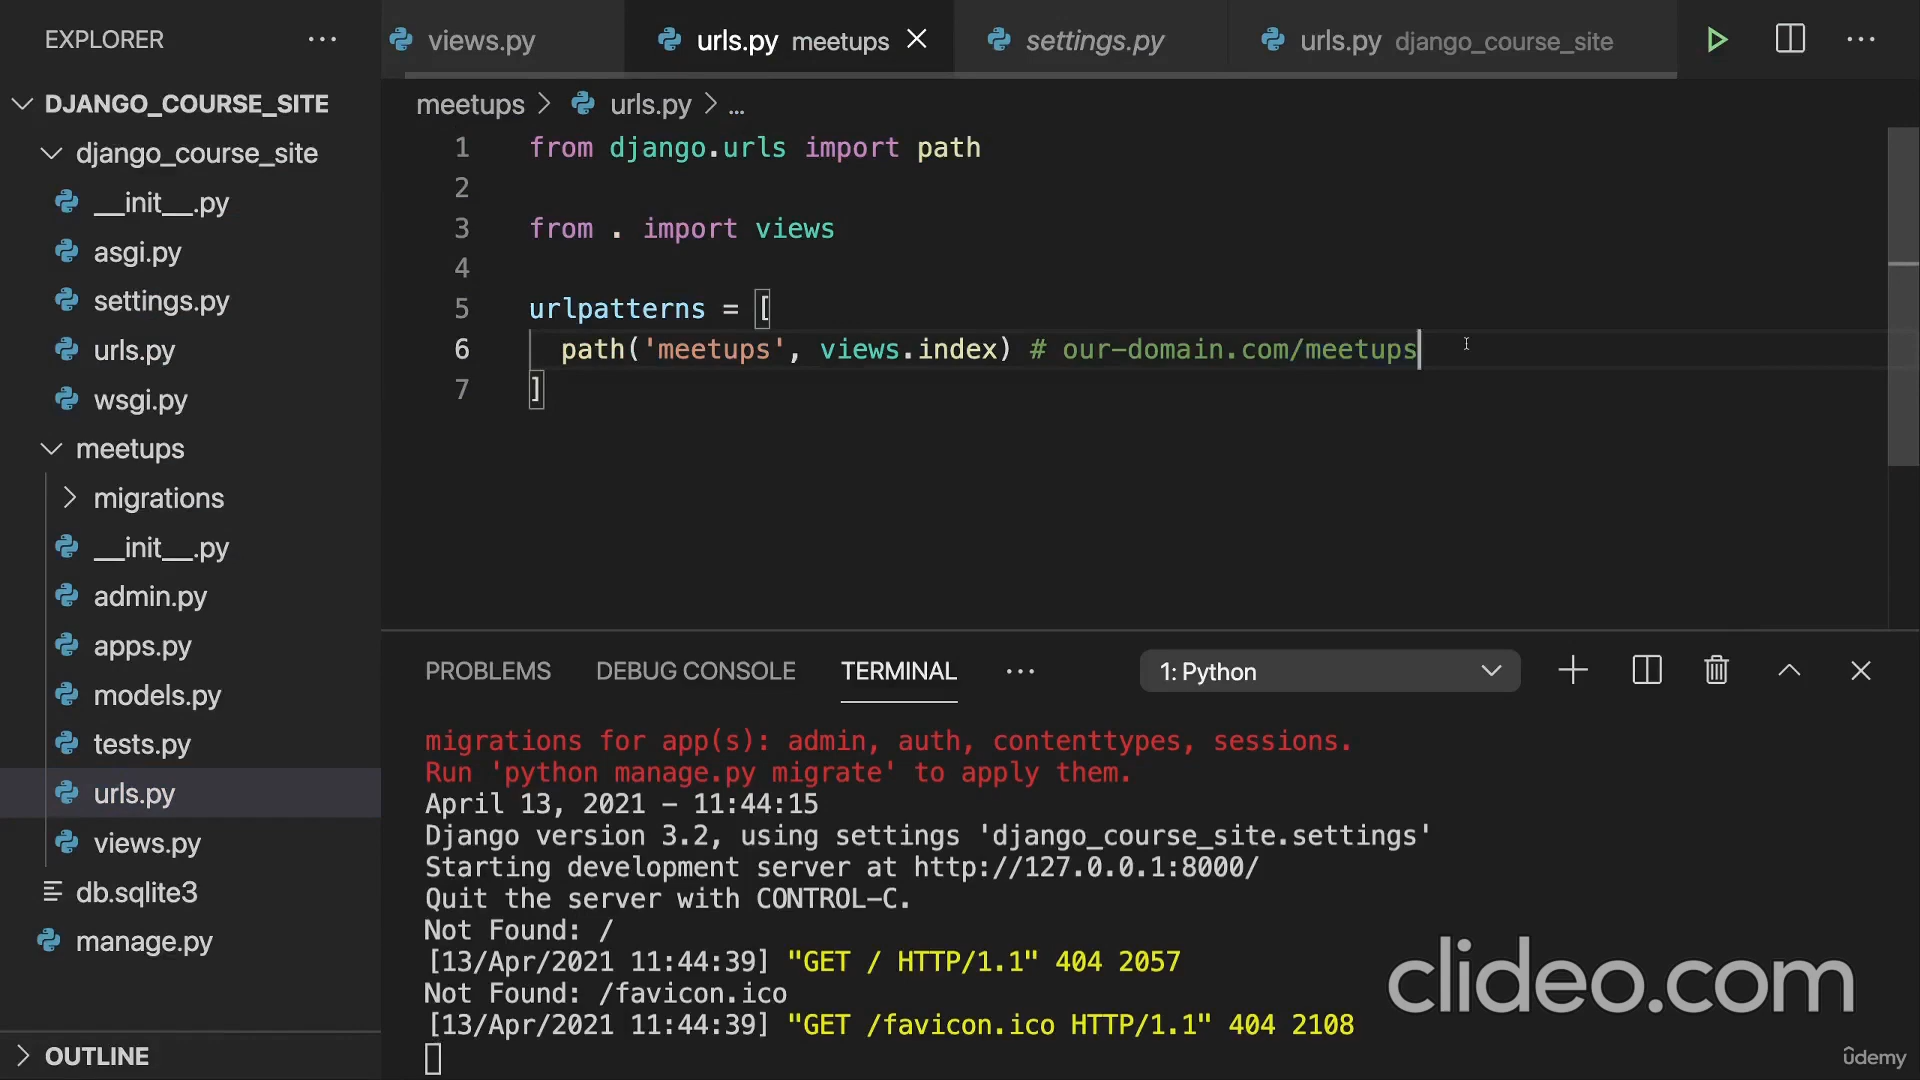 EXPLORER
DJANGO_COURSE_SITE
django_course_site
__init__.py
asgi.py
settings.py
urls.py
wsgi.py
meetups
migrations
__init__.py
admin.py
apps.py
models.py
tests.py
urls.py
views.py
db.sqlite3
manage.py
OUTLINE
views.py
urls.py meetups
settings.py
urls.py django_course_site
meetups > urls.py > ...
1 from django.urls import path
2
3 from . import views
4
5 urlpatterns = [
6 path('meetups', views.index) # our-domain.com/meetups
7 ]
PROBLEMS DEBUG CONSOLE TERMINAL ... 1: Python
migrations for app(s): admin, auth, contenttypes, sessions.
Run 'python manage.py migrate' to apply them.
April 13, 2021 - 11:44:15
Django version 3.2, using settings 'django_course_site.settings'
Starting development server at http://127.0.0.1:8000/
Quit the server with CONTROL-C.
Not Found: /
[13/Apr/2021 11:44:39] "GET / HTTP/1.1" 404 2057
Not Found: /favicon.ico
[13/Apr/2021 11:44:39] "GET /favicon.ico HTTP/1.1" 404 2108
clideo.com
ûdemy